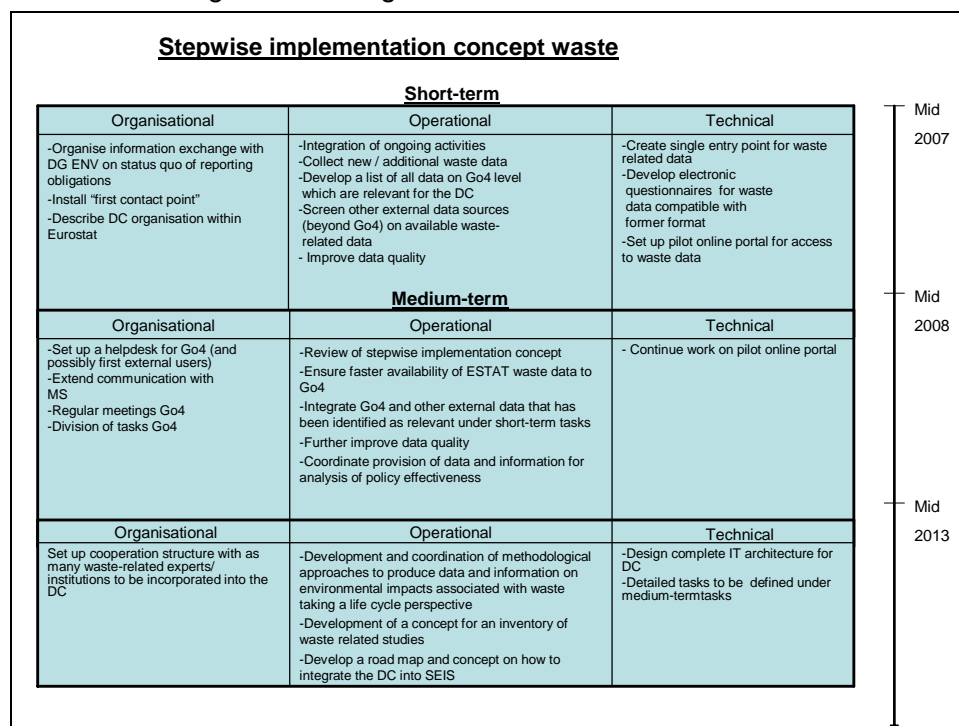 Stepwise implementation concept waste
Short-term
Organisational
-Organise information exchange with
DG ENV on status quo of reporting
obligations
-Install “first contact point”
-Describe DC organisation within
Eurostat
Operational
-Integration of ongoing activities
-Collect new / additional waste data
-Develop a list of all data on Go4 level
which are relevant for the DC
-Screen other external data sources
(beyond Go4) on available waste-
related data
- Improve data quality
Technical
-Create single entry point for waste
related data
-Develop electronic
questionnaires for waste
data compatible with
former format
-Set up pilot online portal for access
to waste data
Mid
2007
Medium-term
Organisational
-Set up a helpdesk for Go4 (and
possibly first external users)
-Extend communication with
MS
-Regular meetings Go4
-Division of tasks Go4
Operational
-Review of stepwise implementation concept
-Ensure faster availability of ESTAT waste data to
Go4
-Integrate Go4 and other external data that has
been identified as relevant under short-term tasks
-Further improve data quality
-Coordinate provision of data and information for
analysis of policy effectiveness
Technical
- Continue work on pilot online portal
Mid
2008
Organisational
Set up cooperation structure with as
many waste-related experts/
institutions to be incorporated into the
DC
Operational
-Development and coordination of methodological
approaches to produce data and information on
environmental impacts associated with waste
taking a life cycle perspective
-Development of a concept for an inventory of
waste related studies
-Develop a road map and concept on how to
integrate the DC into SEIS
Technical
-Design complete IT architecture for
DC
-Detailed tasks to be defined under
medium-termtasks
Mid
2013